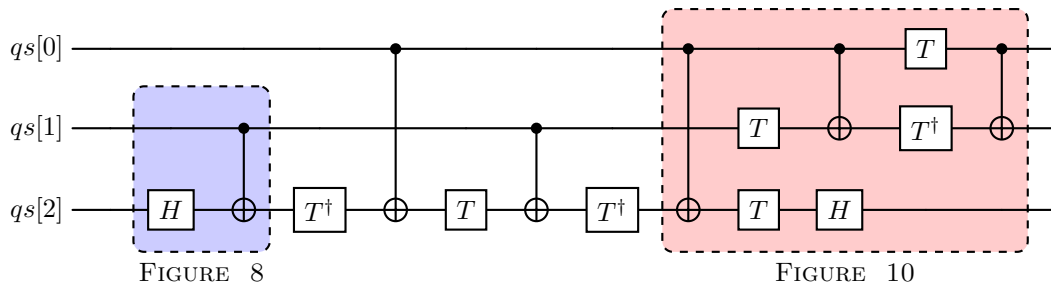 qs[0] T
qs[1] T T†
qs[2] H T† T T† T H
FIGURE 8 FIGURE 10